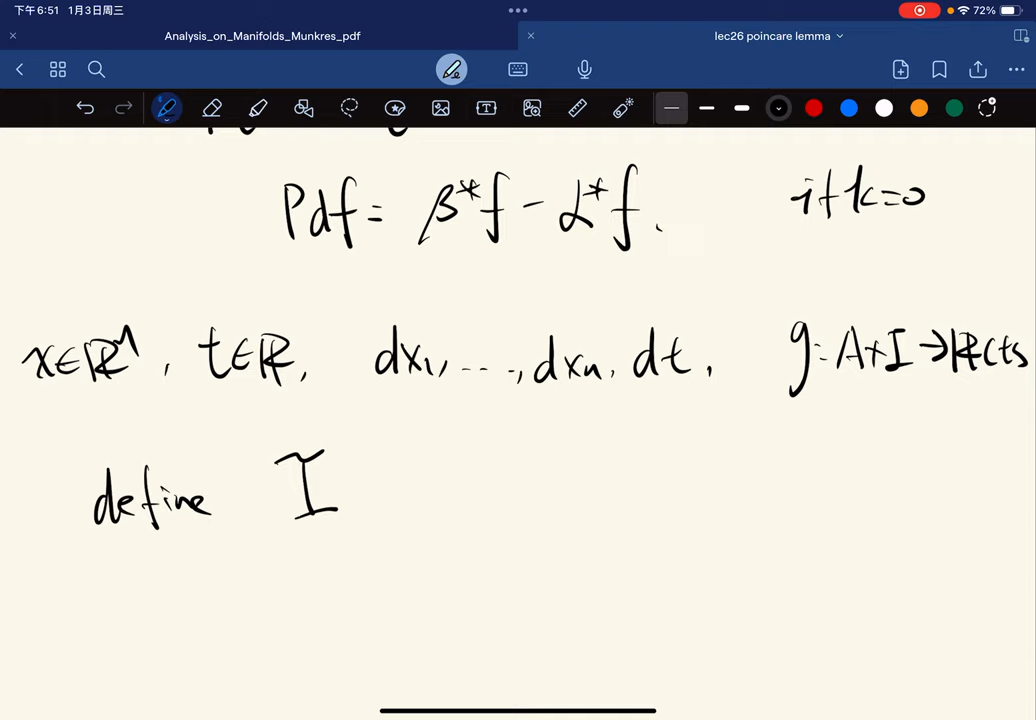 下午6:51 1月3日周三
72%
Analysis_on_Manifolds_Munkres_pdf
lec26 poincare lemma
Pdf = β*f - α*f. if k=0
x∈ℝⁿ, t∈ℝ, dx₁, ..., dxₙ, dt, g: A×I→ℝ cts
define I